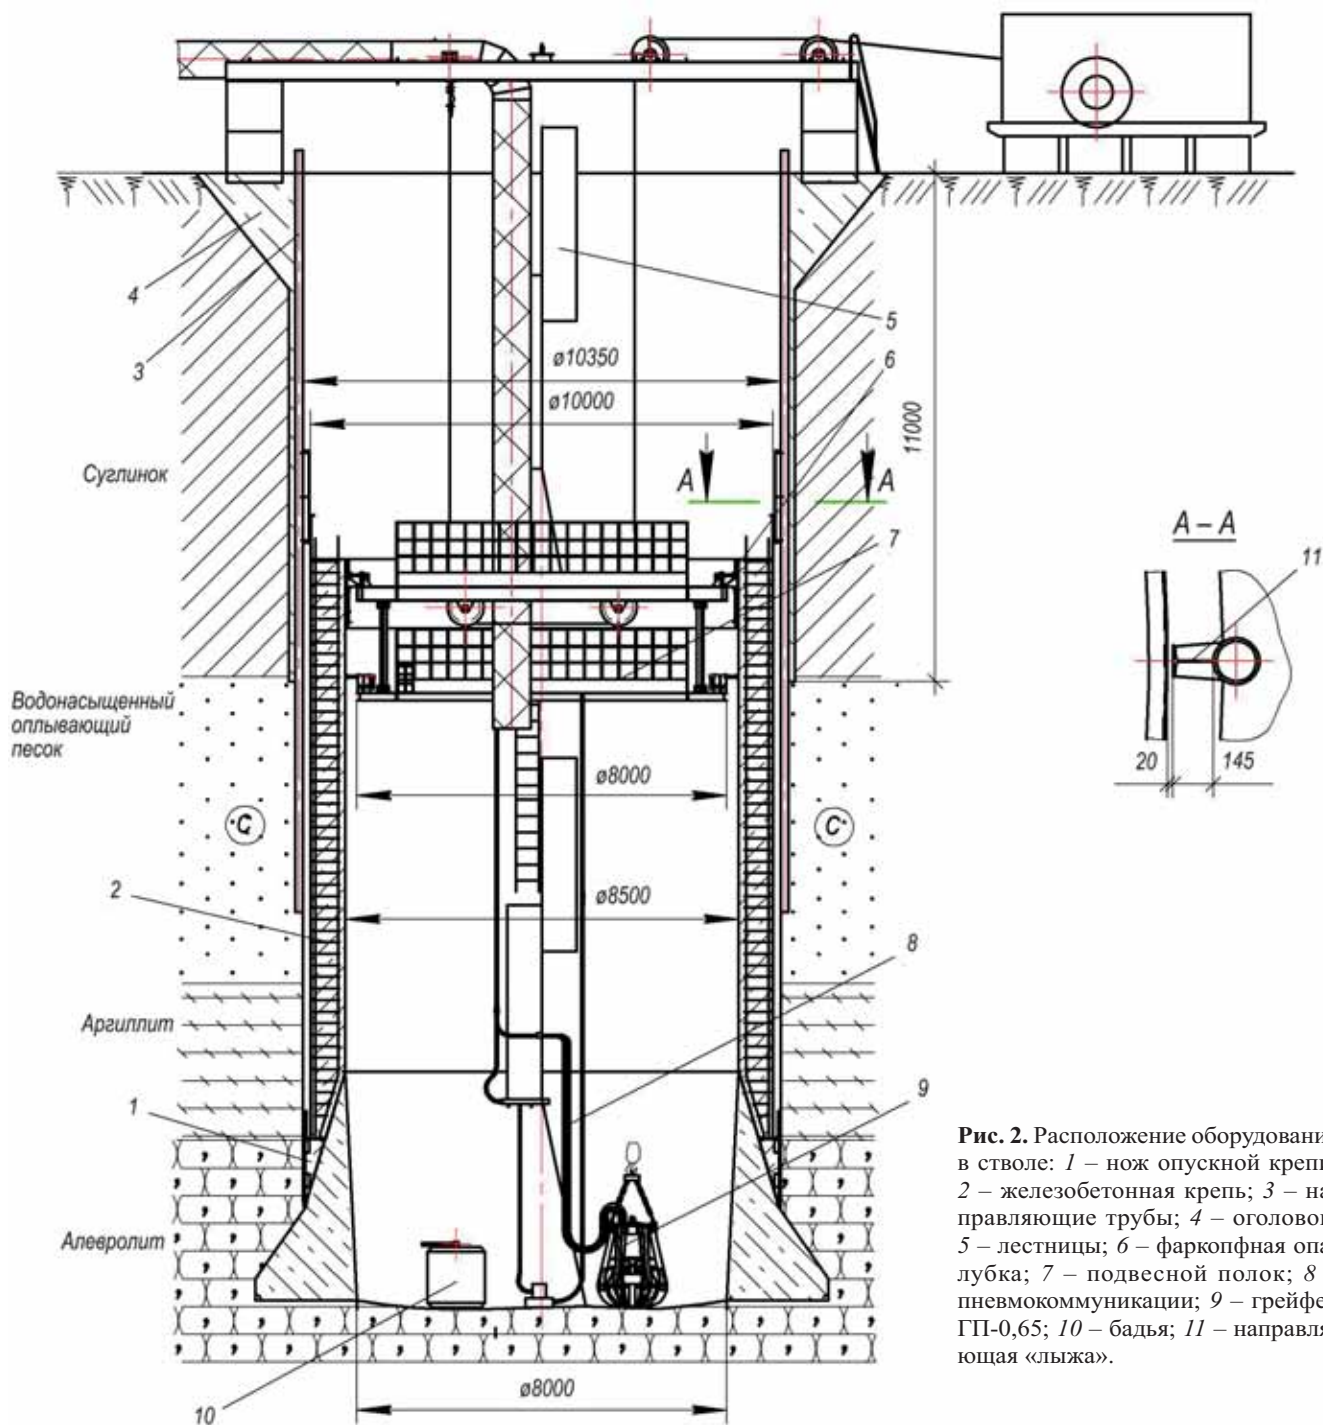 4
3
5
6
ø10350
ø10000
11000
Суглинок
А
А
7
А – А
11
Водонасыщенный
оплывающий
песок
20
145
ø8000
С
С
2
ø8500
8
Аргиллит
1
9
Алевролит
10
ø8000
Рис. 2. Расположение оборудовани
в стволе: 1 – нож опускной крепи
2 – железобетонная крепь; 3 – на
правляющие трубы; 4 – оголовок
5 – лестницы; 6 – фаркопфная опа
лубка; 7 – подвесной полок; 8
пневмокоммуникации; 9 – грейфе
ГП-0,65; 10 – бадья; 11 – направля
ющая «лыжа».